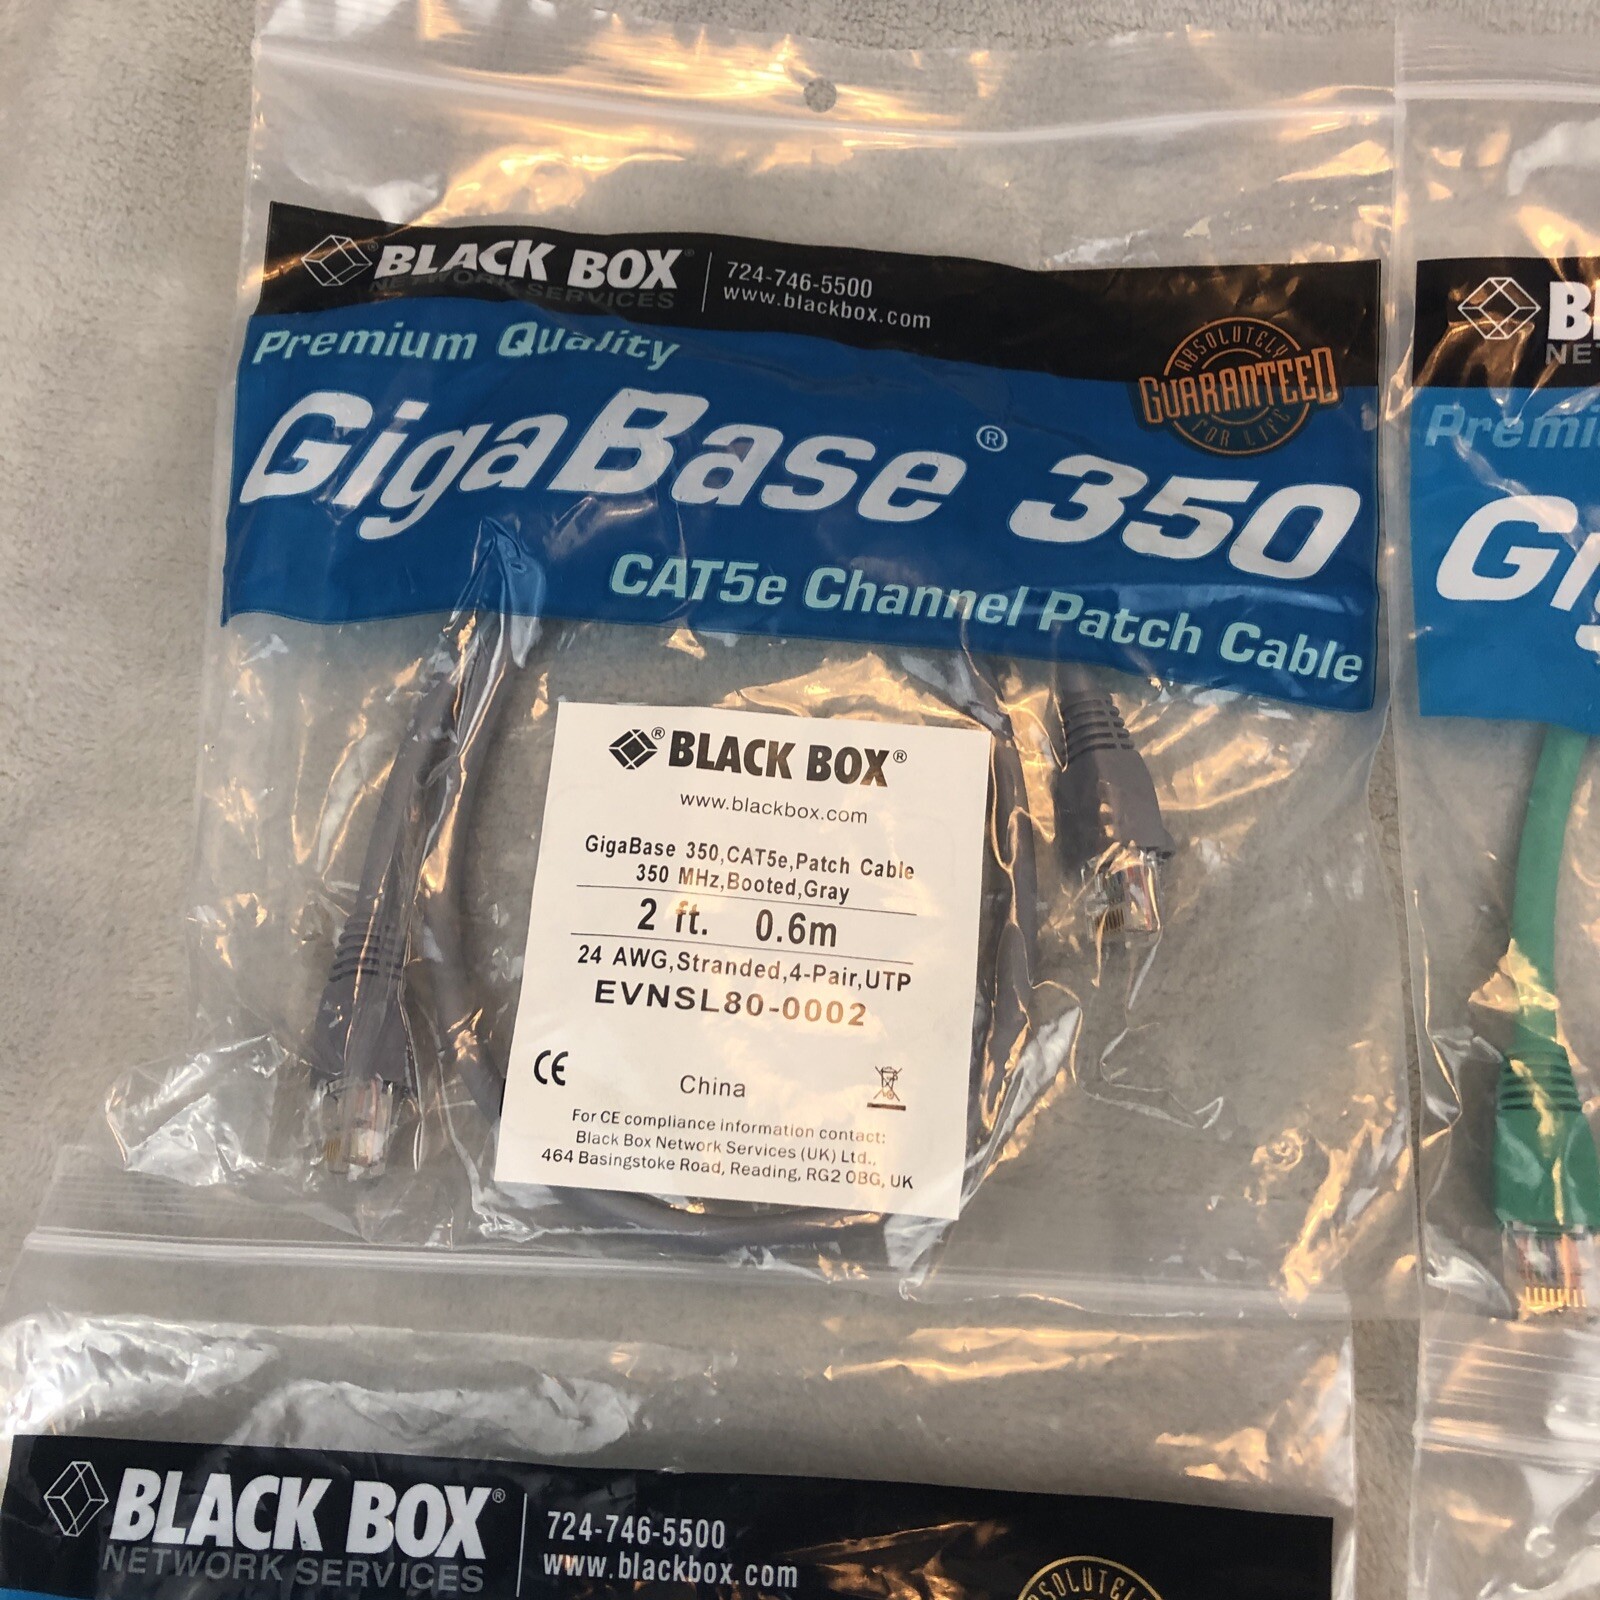 BLACK BOX®
NETWORK SERVICES
724-746-5500
www.blackbox.com
Premium Quality
ABSOLUTELY
GUARANTEED
FOR LIFE
GigaBase® 350
CAT5e Channel Patch Cable
® BLACK BOX®
www.blackbox.com
GigaBase 350,CAT5e,Patch Cable
350 MHz,Booted,Gray
2 ft. 0.6m
24 AWG,Stranded,4-Pair,UTP
EVNSL80-0002
CE
China
For CE compliance information contact:
Black Box Network Services (UK) Ltd.,
464 Basingstoke Road, Reading, RG2 0BG, UK
BLACK BOX®
NETWORK SERVICES
724-746-5500
www.blackbox.com
ABSOLUTELY